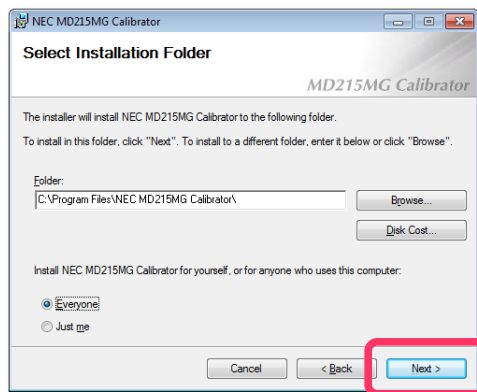 NEC MD215MG Calibrator
Select Installation Folder
MD215MG Calibrator
The installer will install NEC MD215MG Calibrator to the following folder.
To install in this folder, click "Next". To install to a different folder, enter it below or click "Browse".
Folder:
C:\Program Files\NEC MD215MG Calibrator\
Browse...
Disk Cost...
Install NEC MD215MG Calibrator for yourself, or for anyone who uses this computer:
Everyone
Just me
Cancel
< Back
Next >